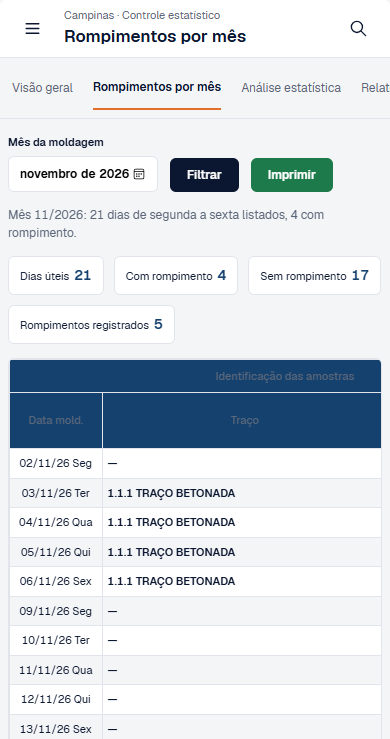 Campinas · Controle estatístico
Rompimentos por mês
Visão geral
Rompimentos por mês
Análise estatística
Relat
Mês da moldagem
novembro de 2026
Filtrar
Imprimir
Mês 11/2026: 21 dias de segunda a sexta listados, 4 com
rompimento.
Dias úteis 21
Com rompimento 4
Sem rompimento 17
Rompimentos registrados 5
Identificação das amostras
Data mold. Traço
02/11/26 Seg —
03/11/26 Ter 1.1.1 TRAÇO BETONADA
04/11/26 Qua 1.1.1 TRAÇO BETONADA
05/11/26 Qui 1.1.1 TRAÇO BETONADA
06/11/26 Sex 1.1.1 TRAÇO BETONADA
09/11/26 Seg —
10/11/26 Ter —
11/11/26 Qua —
12/11/26 Qui —
13/11/26 Sex —